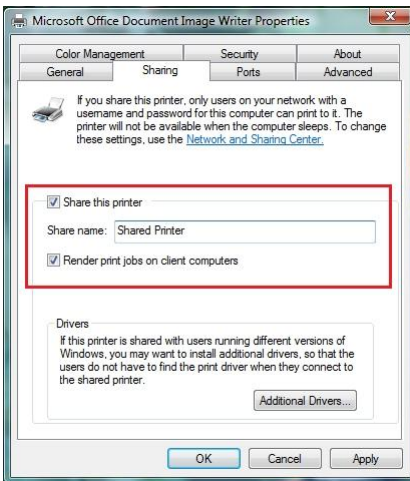 Microsoft Office Document Image Writer Properties
Color Management Security About
General Sharing Ports Advanced
If you share this printer, only users on your network with a
username and password for this computer can print to it. The
printer will not be available when the computer sleeps. To change
these settings, use the Network and Sharing Center.
Share this printer
Share name: Shared Printer
Render print jobs on client computers
Drivers
If this printer is shared with users running different versions of
Windows, you may want to install additional drivers, so that the
users do not have to find the print driver when they connect to
the shared printer.
Additional Drivers...
OK Cancel Apply